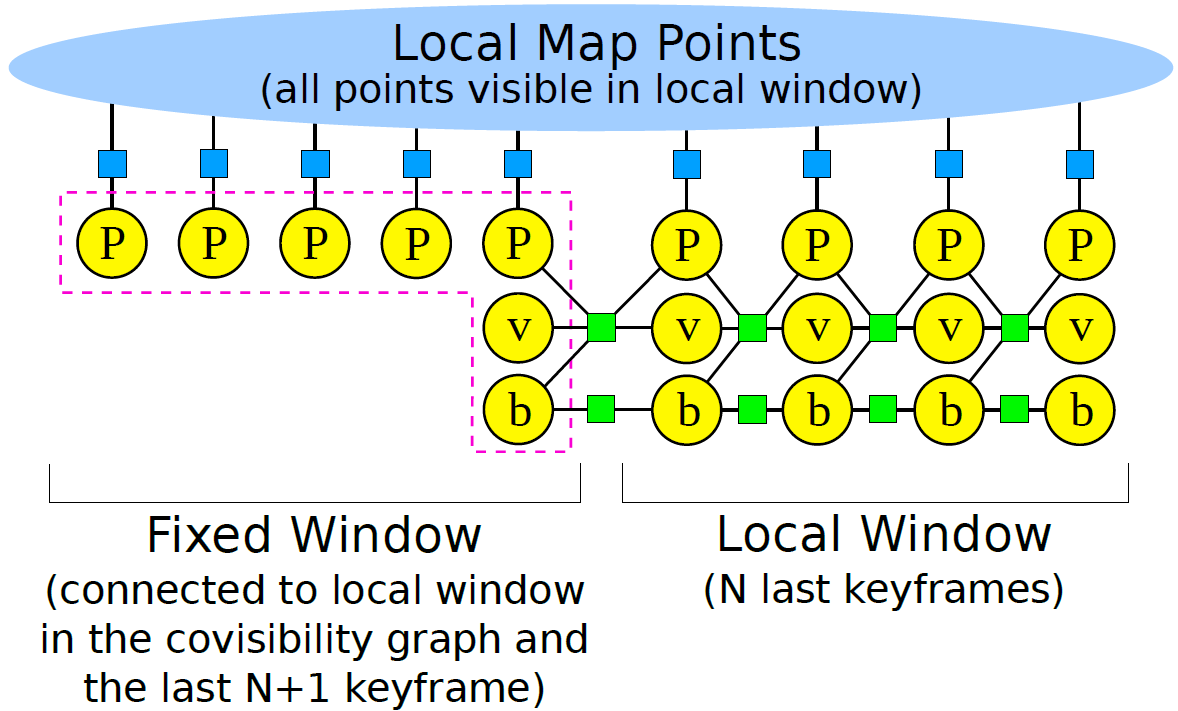 Local Map Points
(all points visible in local window)
P P P P P P P P P
v v v v v
b b b b b
Fixed Window
(connected to local window
in the covisibility graph and
the last N+1 keyframe)
Local Window
(N last keyframes)